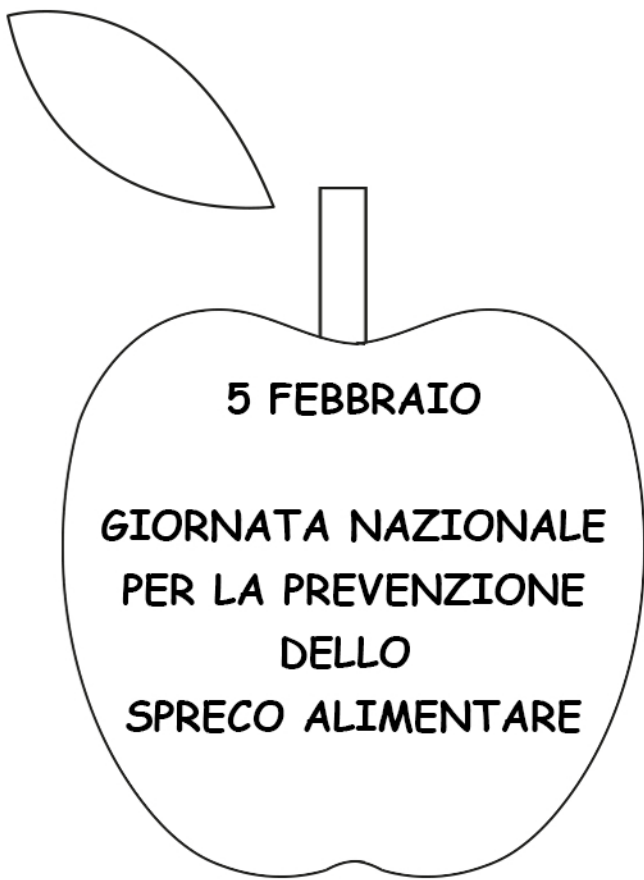 5 FEBBRAIO
GIORNATA NAZIONALE
PER LA PREVENZIONE
DELLO
SPRECO ALIMENTARE